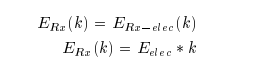 E_{Rx}(k) = E_{Rx-elec}(k)
E_{Rx}(k) = E_{elec} * k